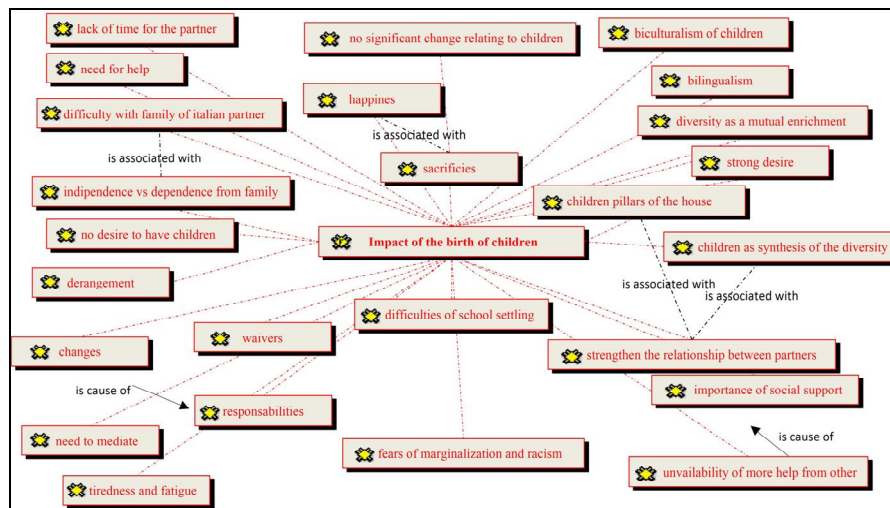 lack of time for the partner
no significant change relating to children
biculturalism of children
need for help
bilingualism
happines
difficulty with family of italian partner
diversity as a mutual enrichment
is associated with
is associated with
sacrificies
strong desire
indipendence vs dependence from family
children pillars of the house
no desire to have children
Impact of the birth of children
children as synthesis of the diversity
derangement
is associated with
is associated with
difficulties of school settling
waivers
changes
strengthen the relationship between partners
is cause of
importance of social support
responsabilities
need to mediate
is cause of
fears of marginalization and racism
unvailability of more help from other
tiredness and fatigue